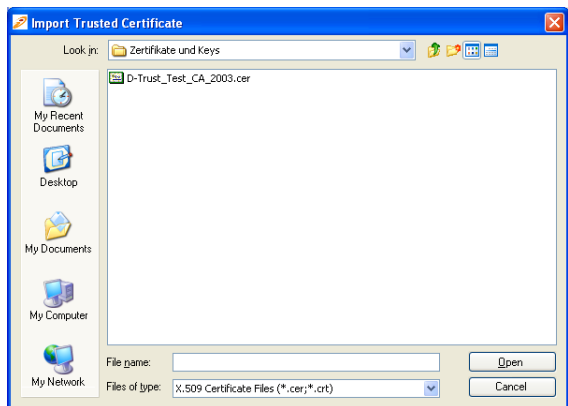 Import Trusted Certificate
Look in: Zertifikate und Keys
D-Trust_Test_CA_2003.cer
My Recent
Documents
Desktop
My Documents
My Computer
My Network
File name:
Open
Files of type: X.509 Certificate Files (*.cer;*.crt)
Cancel